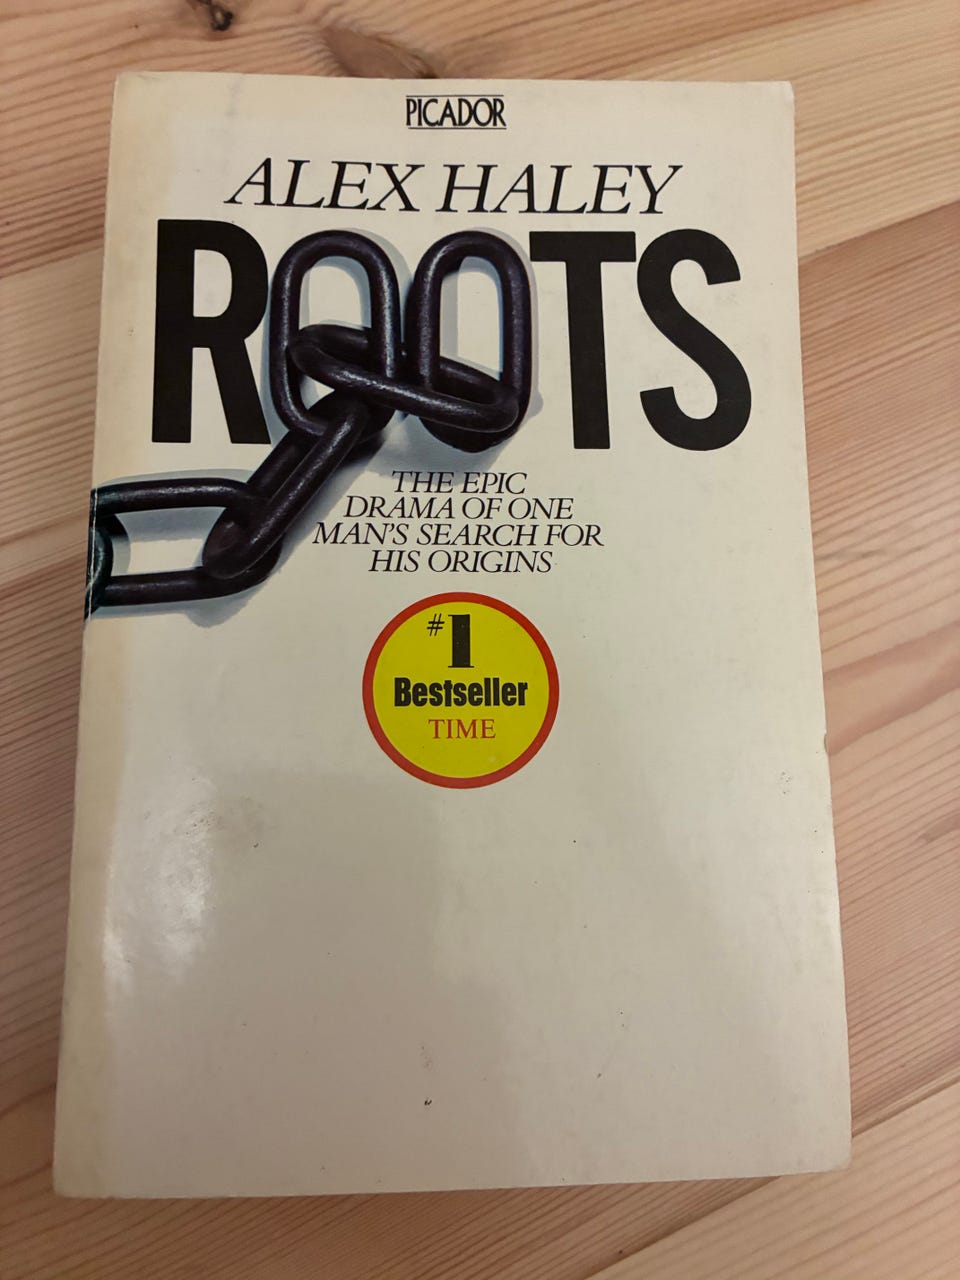 PICADOR
ALEX HALEY
ROOTS
THE EPIC
DRAMA OF ONE
MAN'S SEARCH FOR
HIS ORIGINS
#1
Bestseller
TIME